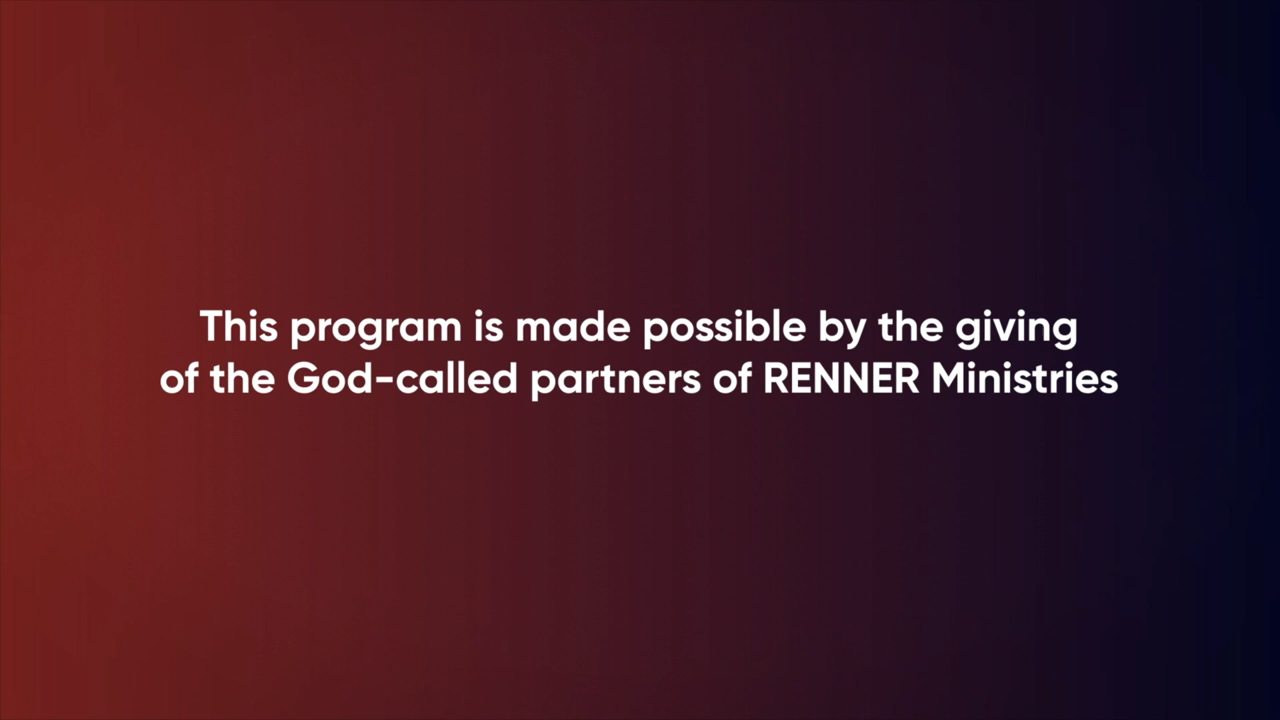 This program is made possible by the giving
of the God-called partners of RENNER Ministries